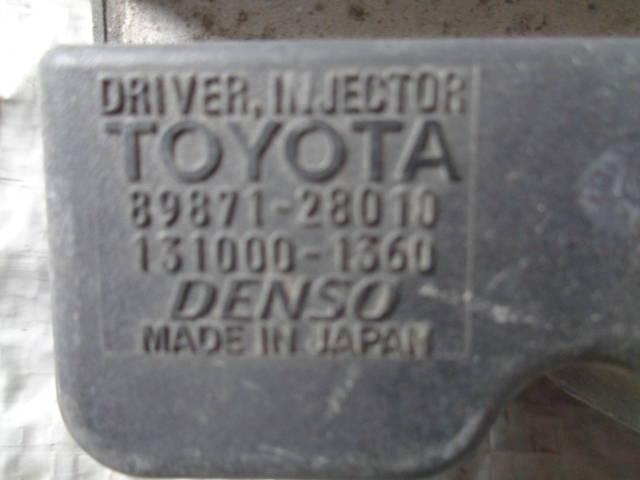 DRIVER, INJECTOR
TOYOTA
89871-28010
131000-1360
DENSO
MADE IN JAPAN